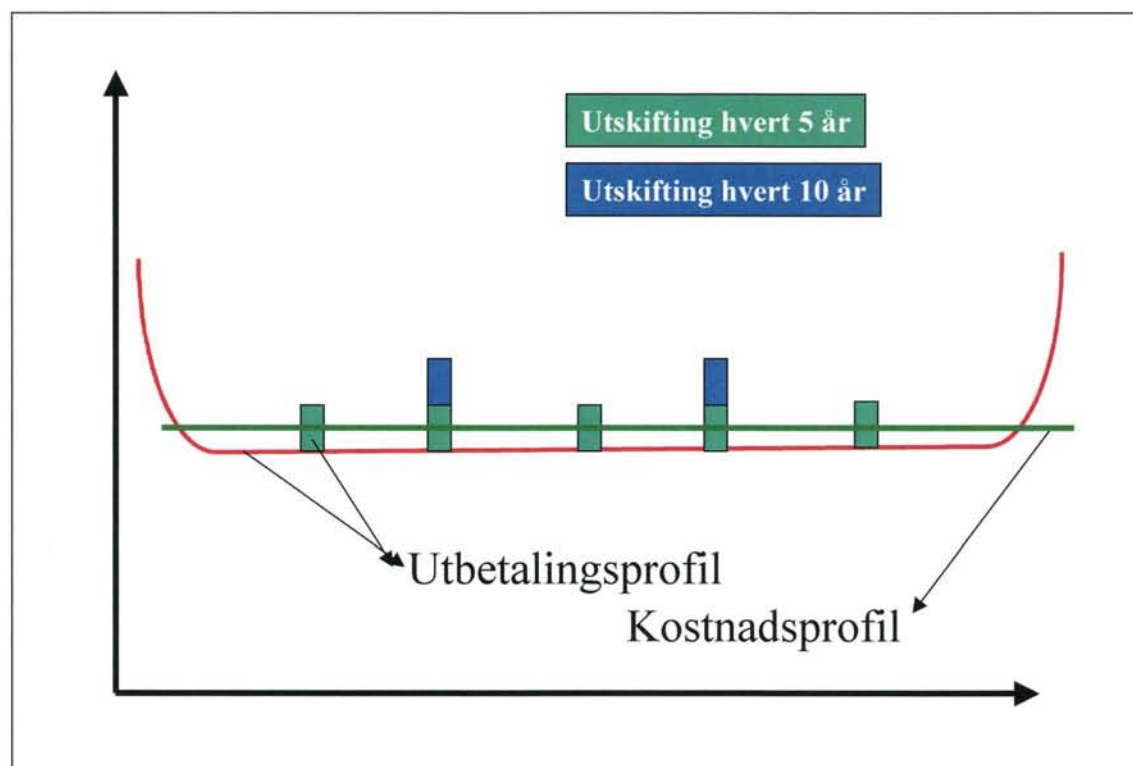 Utskifting hvert 5 år
Utskifting hvert 10 år
Utbetalingsprofil
Kostnadsprofil